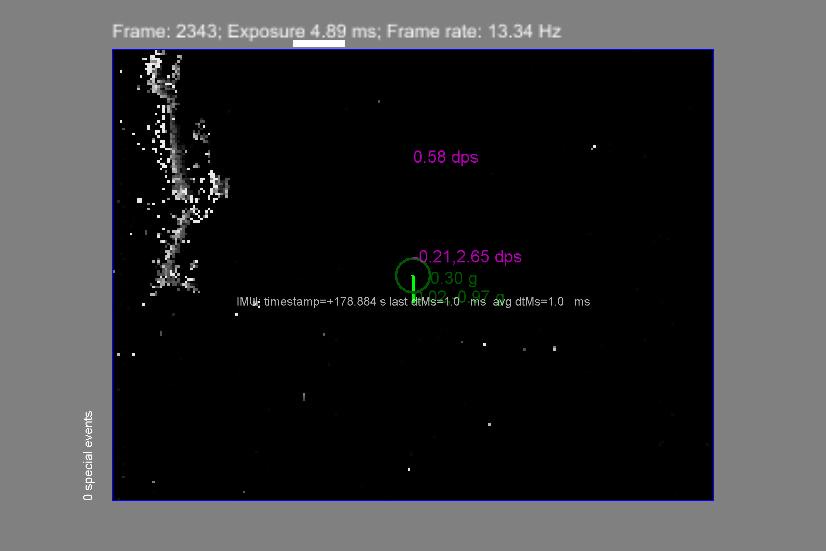 Frame: 2343; Exposure 4.89 ms; Frame rate: 13.34 Hz
0.58 dps
-0.21,2.65 dps
0.30 g
IMU: timestamp=+178.884 s last dtMs=1.0 ms avg dtMs=1.0 ms
0 special events